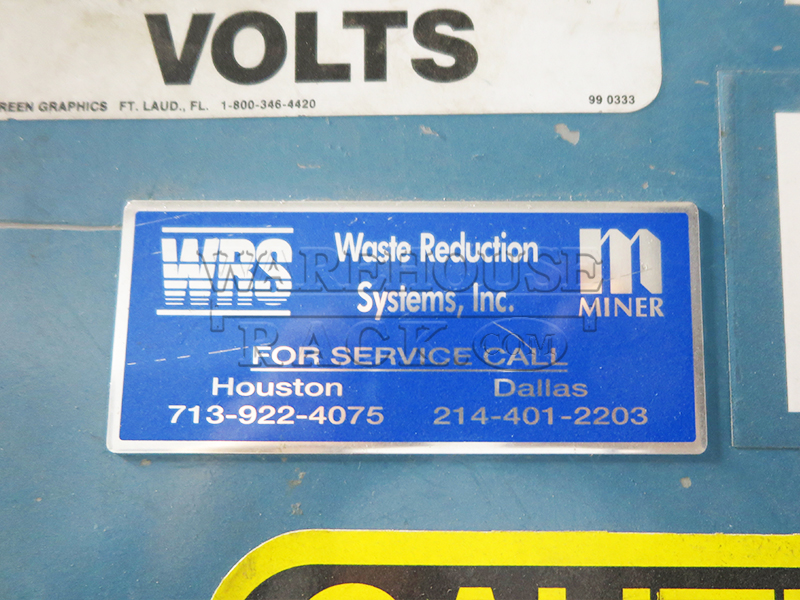 VOLTS
REEN GRAPHICS FT. LAUD., FL. 1-800-346-4420 99 0333
WRS
Waste Reduction
Systems, Inc.
m
MINER
WAREHOUSE
RACK.COM
FOR SERVICE CALL
Houston Dallas
713-922-4075 214-401-2203